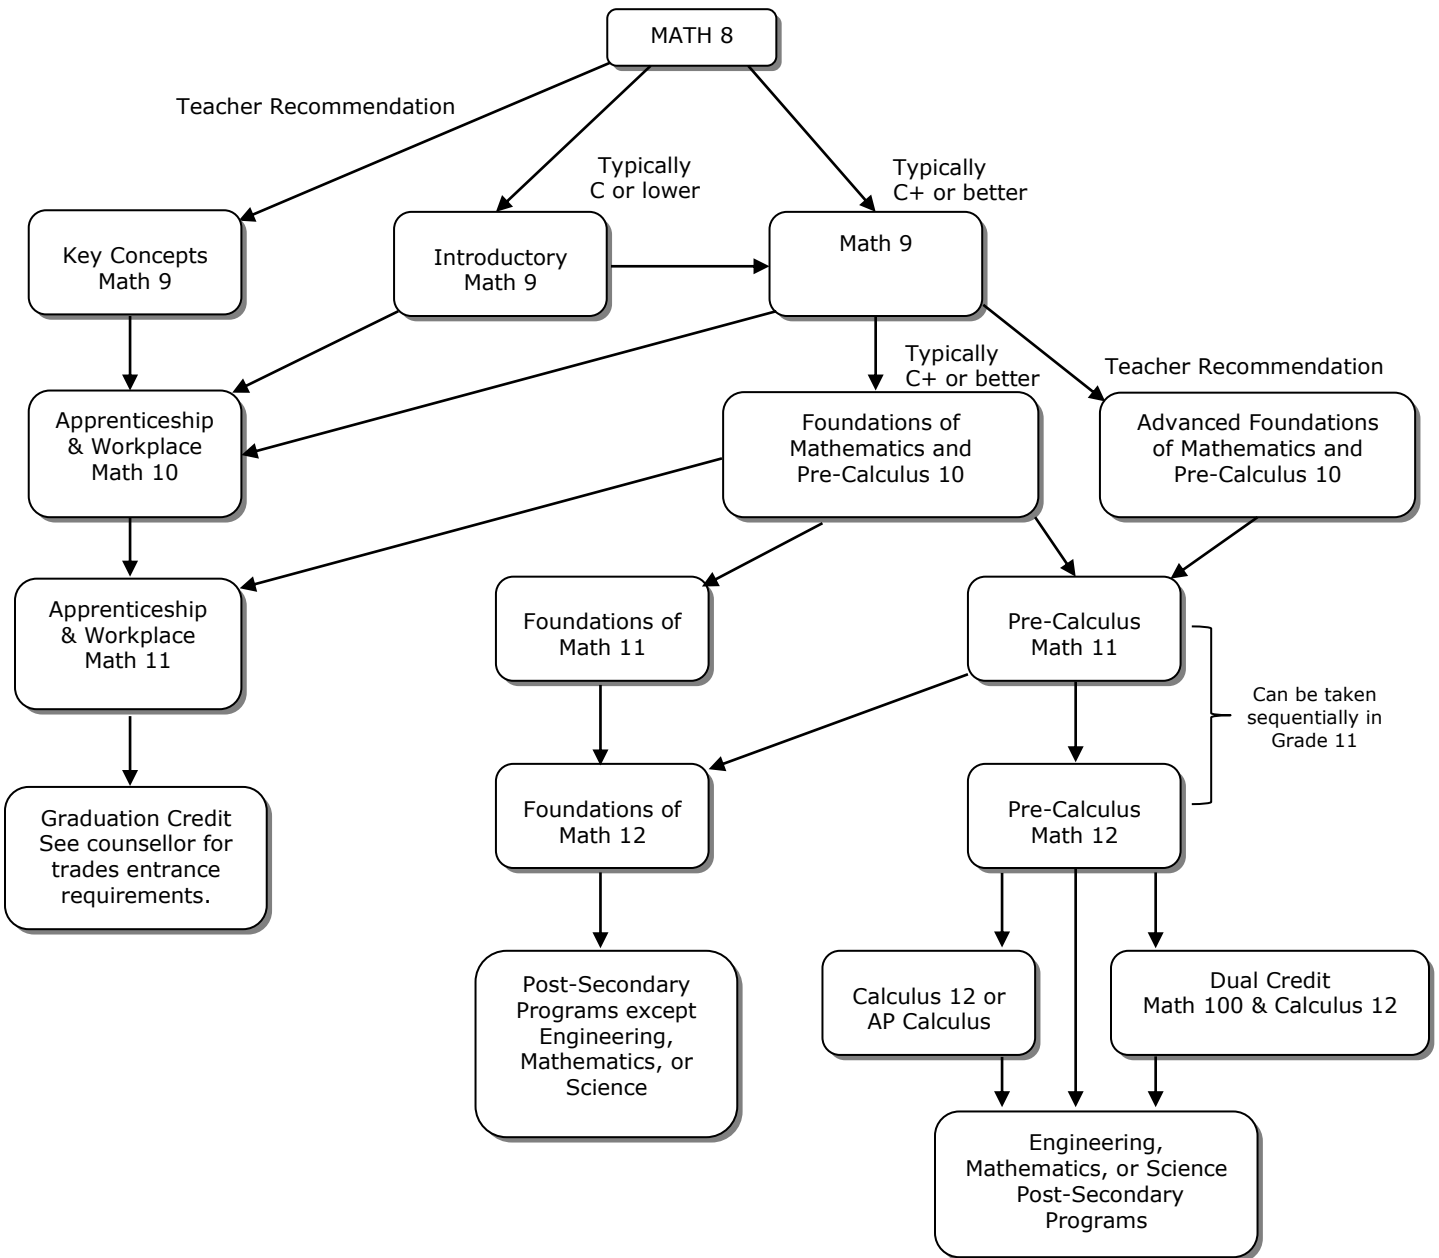 MATH 8
Teacher Recommendation
Typically
C or lower
Typically
C+ or better
Key Concepts
Math 9
Introductory
Math 9
Math 9
Typically
C+ or better
Teacher Recommendation
Apprenticeship
& Workplace
Math 10
Foundations of
Mathematics and
Pre-Calculus 10
Advanced Foundations
of Mathematics and
Pre-Calculus 10
Apprenticeship
& Workplace
Math 11
Foundations of
Math 11
Pre-Calculus
Math 11
Can be taken
sequentially in
Grade 11
Graduation Credit
See counsellor for
trades entrance
requirements.
Foundations of
Math 12
Pre-Calculus
Math 12
Post-Secondary
Programs except
Engineering,
Mathematics, or
Science
Calculus 12 or
AP Calculus
Dual Credit
Math 100 & Calculus 12
Engineering,
Mathematics, or Science
Post-Secondary
Programs